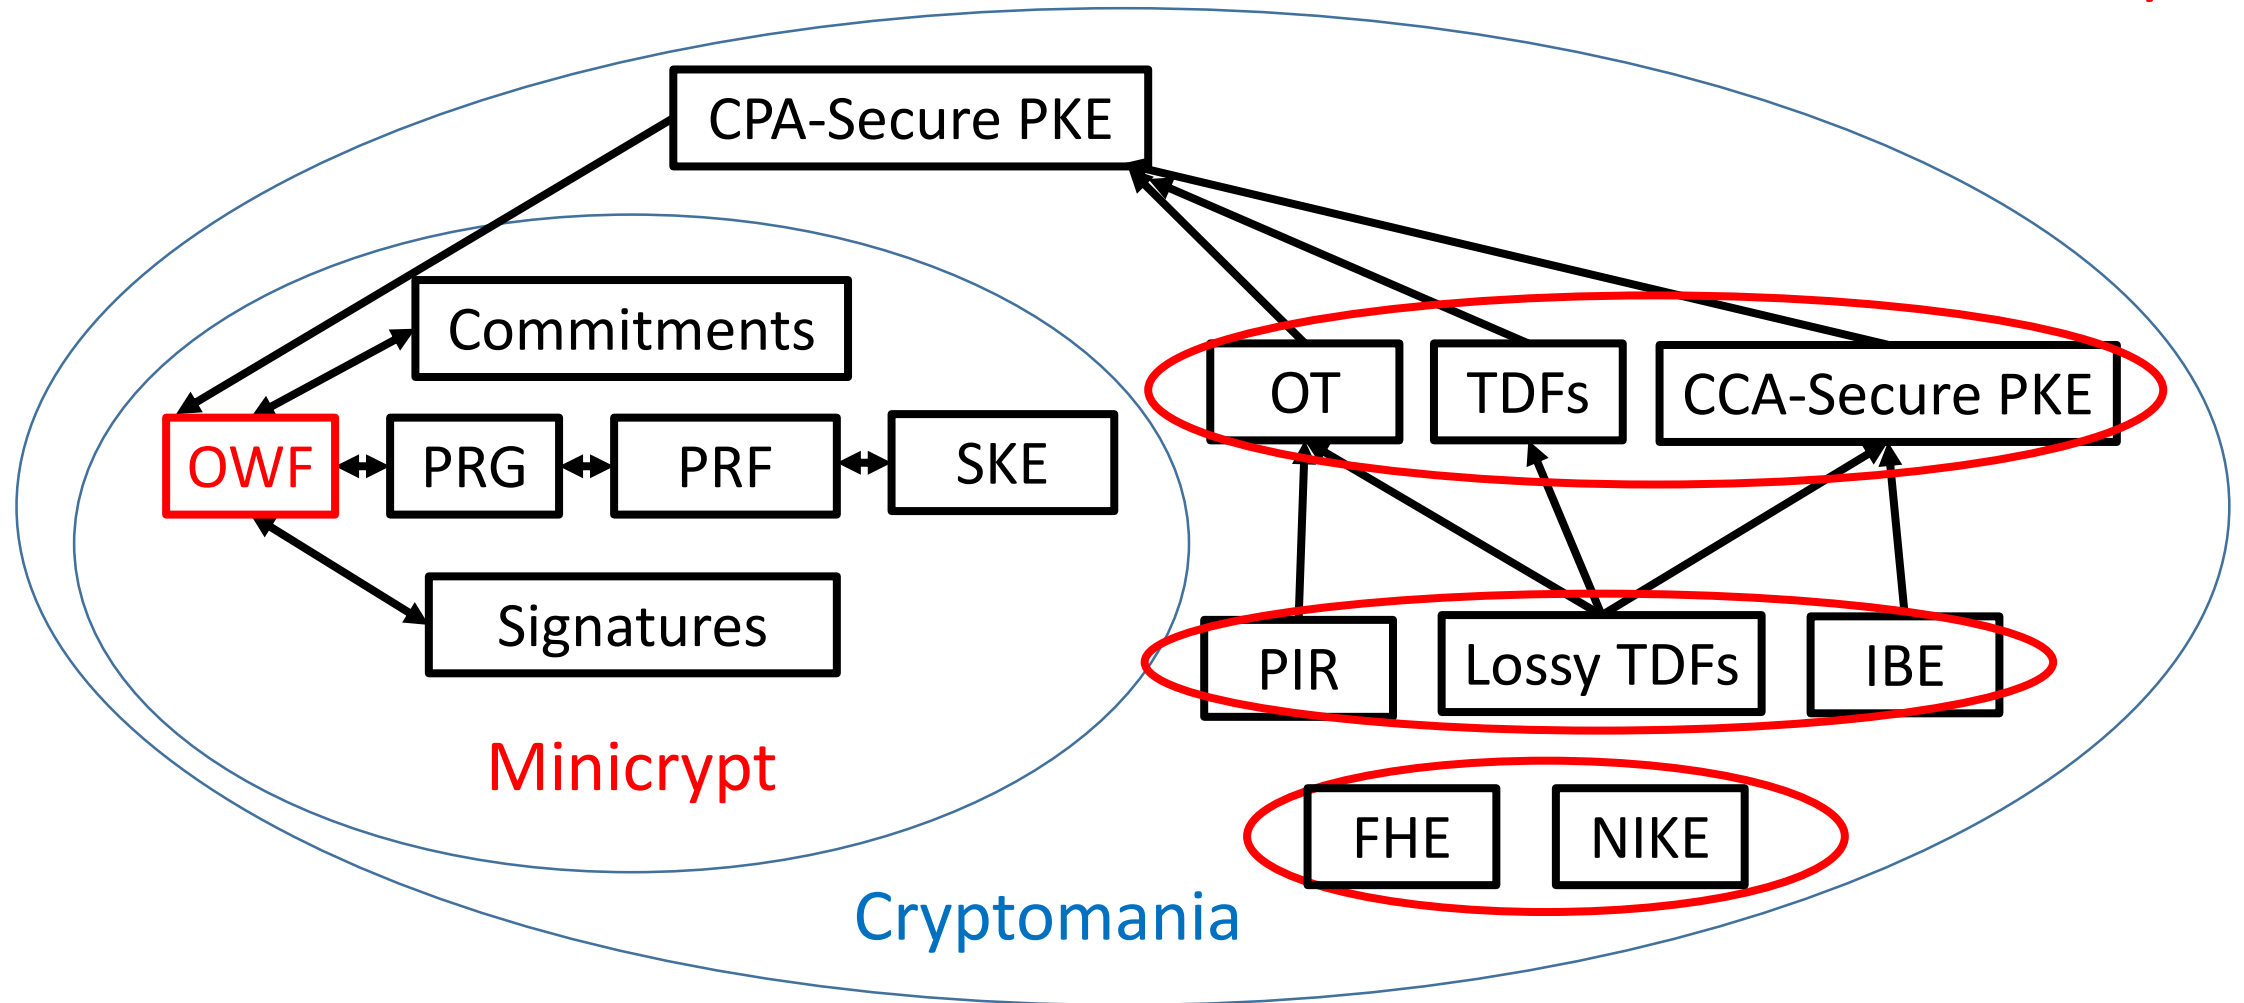 CPA-Secure PKE
Commitments
OWF
PRG
PRF
SKE
Signatures
Minicrypt
OT
TDFs
CCA-Secure PKE
PIR
Lossy TDFs
IBE
FHE
NIKE
Cryptomania